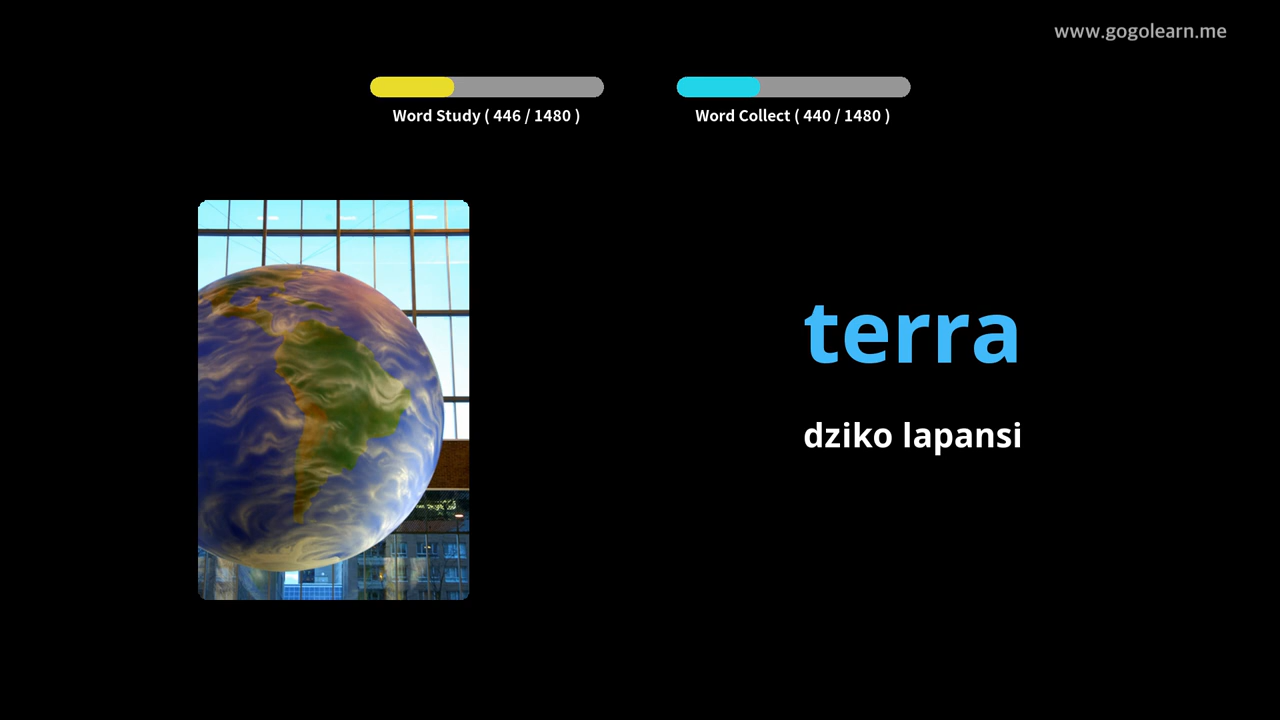 www.gogolearn.me
Word Study ( 446 / 1480 )
Word Collect ( 440 / 1480 )
terra
dziko lapansi